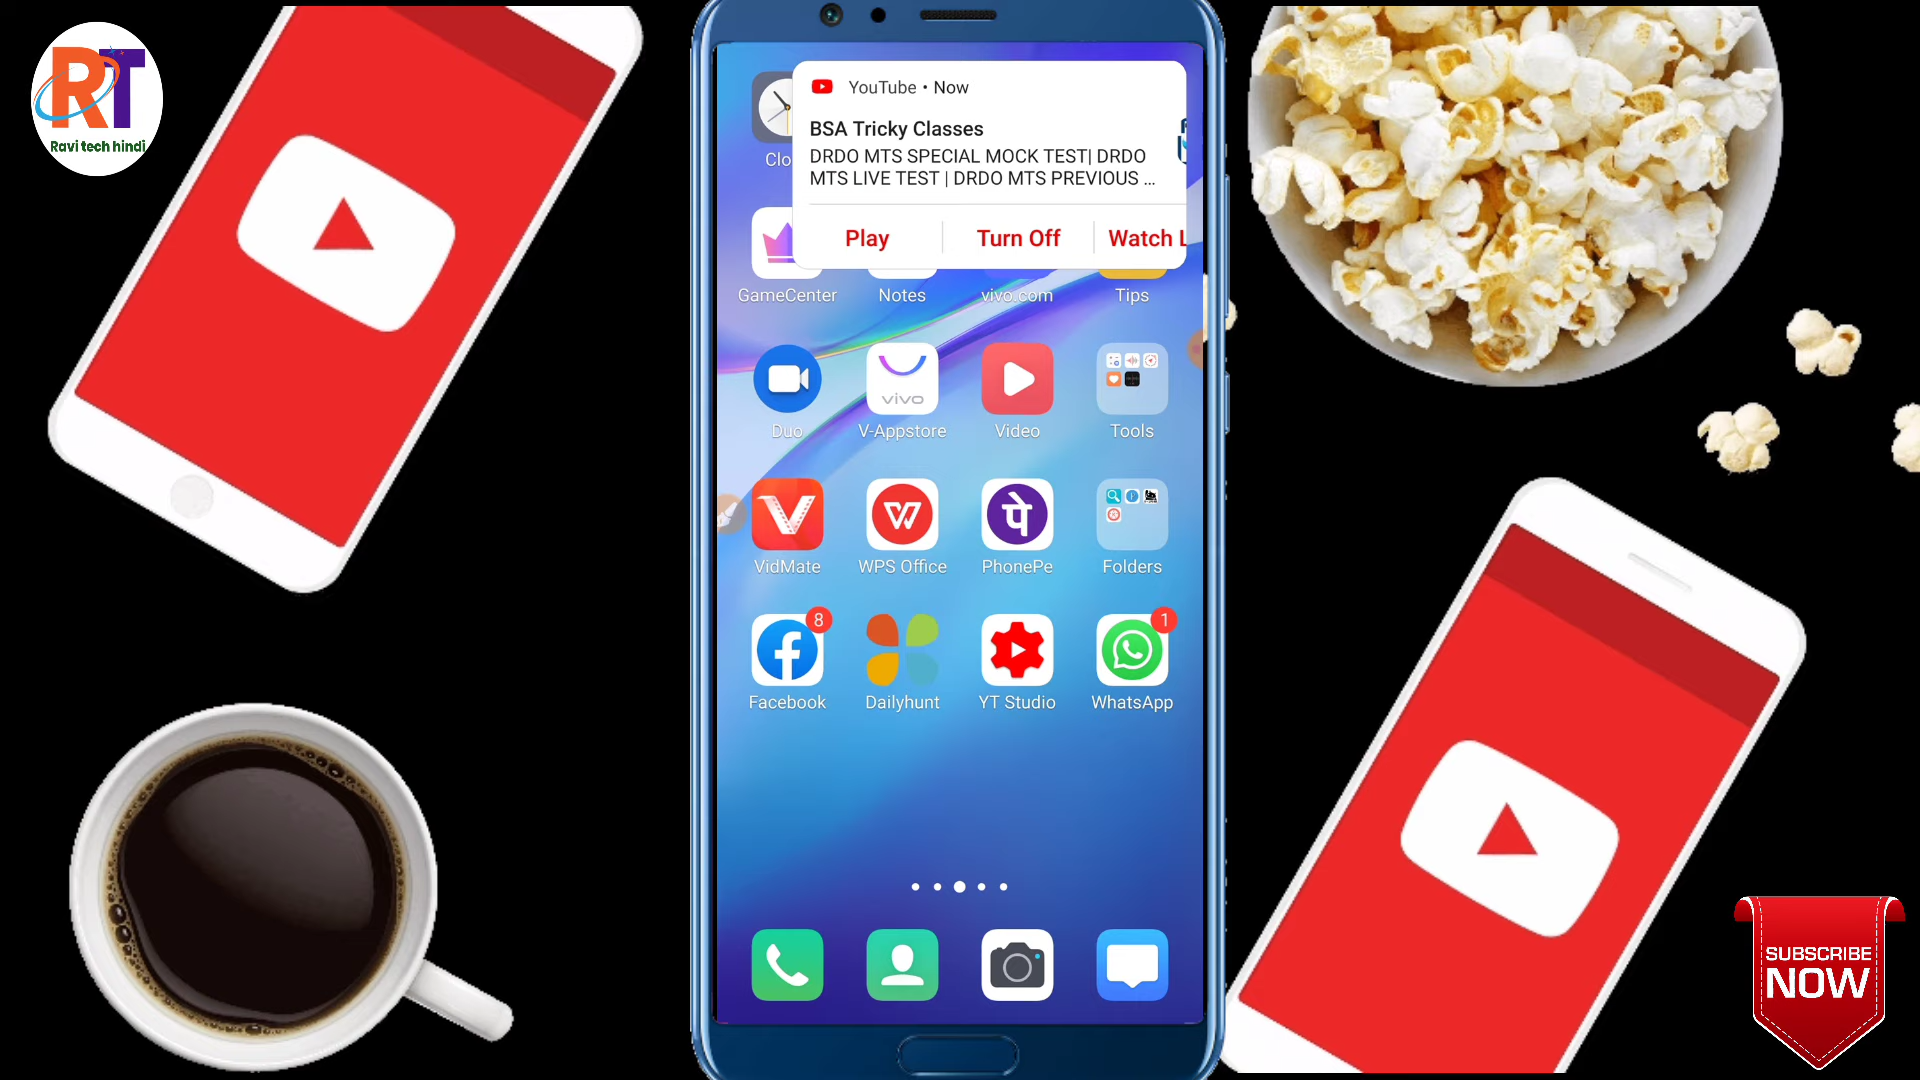 RT
Ravi tech hindi
YouTube • Now
BSA Tricky Classes
DRDO MTS SPECIAL MOCK TEST| DRDO
MTS LIVE TEST | DRDO MTS PREVIOUS ...
Play Turn Off Watch L
Clo
GameCenter Notes vivo.com Tips
vivo
Duo V-Appstore Video Tools
पे
VidMate WPS Office PhonePe Folders
8 1
Facebook Dailyhunt YT Studio WhatsApp
SUBSCRIBE
NOW